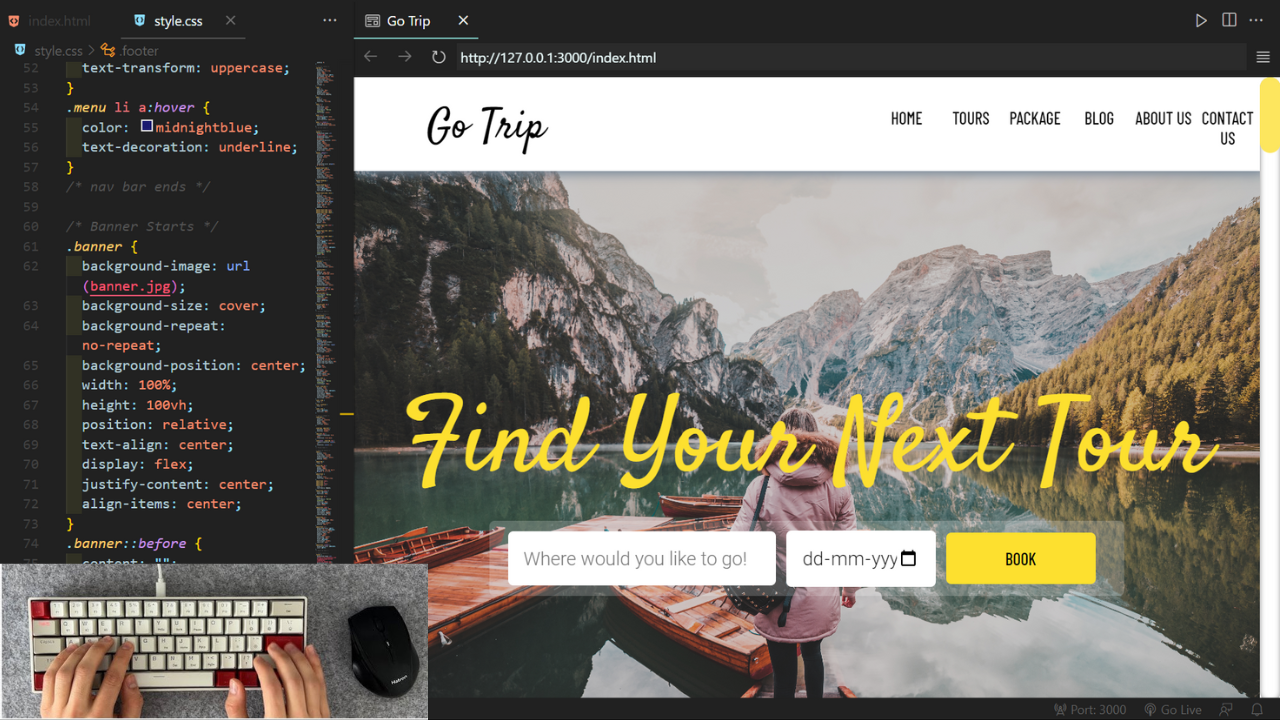 index.html
style.css
Go Trip
style.css > .footer
http://127.0.0.1:3000/index.html
52 text-transform: uppercase;
53 }
54 .menu li a:hover {
55 color: midnightblue;
56 text-decoration: underline;
57 }
58 /* nav bar ends */
59
60 /* Banner Starts */
61 .banner {
62 background-image: url
(banner.jpg);
63 background-size: cover;
64 background-repeat:
no-repeat;
65 background-position: center;
66 width: 100%;
67 height: 100vh;
68 position: relative;
69 text-align: center;
70 display: flex;
71 justify-content: center;
72 align-items: center;
73 }
74 .banner::before {
content: "";
Go Trip
HOME TOURS PACKAGE BLOG ABOUT US CONTACT
US
Find Your Next Tour
Where would you like to go! dd-mm-yyy BOOK
Port: 3000 Go Live